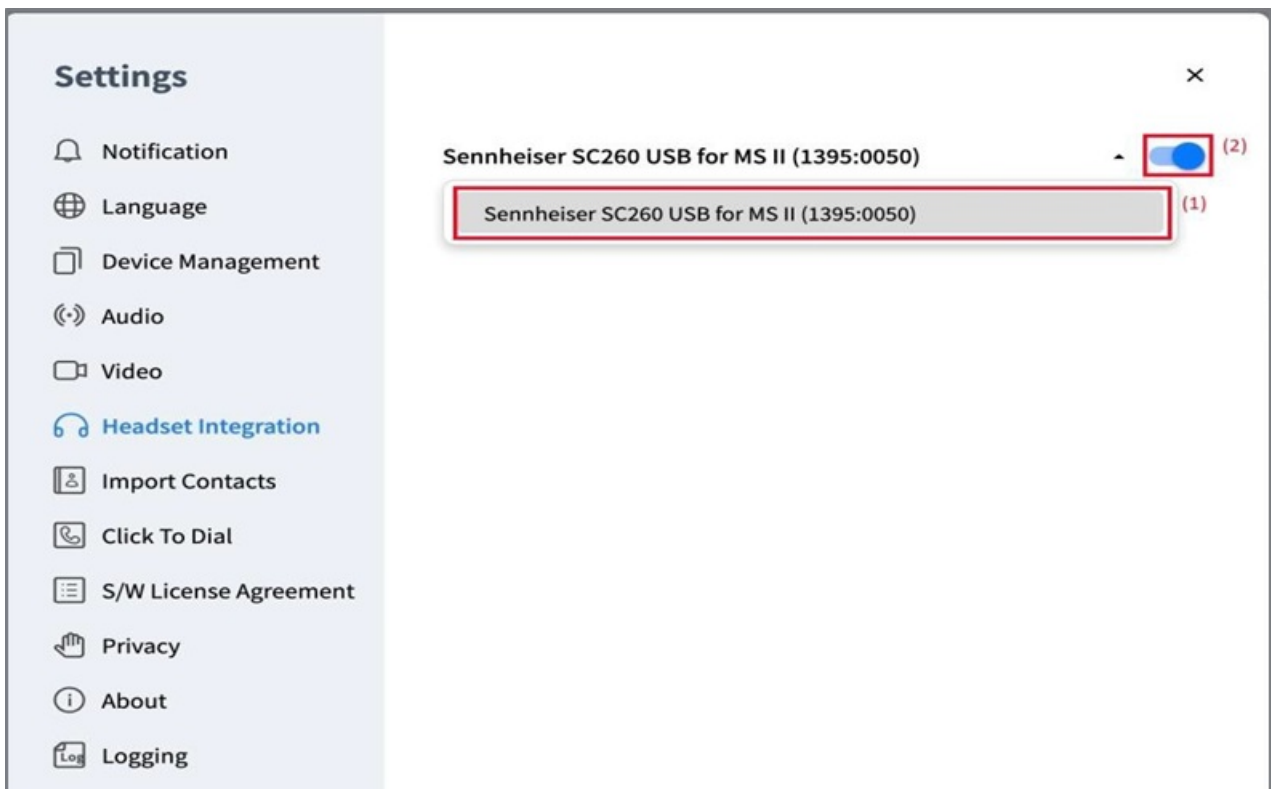 Settings
×
Notification
Sennheiser SC260 USB for MS II (1395:0050)
(2)
Language
Sennheiser SC260 USB for MS II (1395:0050)
(1)
Device Management
Audio
Video
Headset Integration
Import Contacts
Click To Dial
S/W License Agreement
Privacy
About
Log
Logging